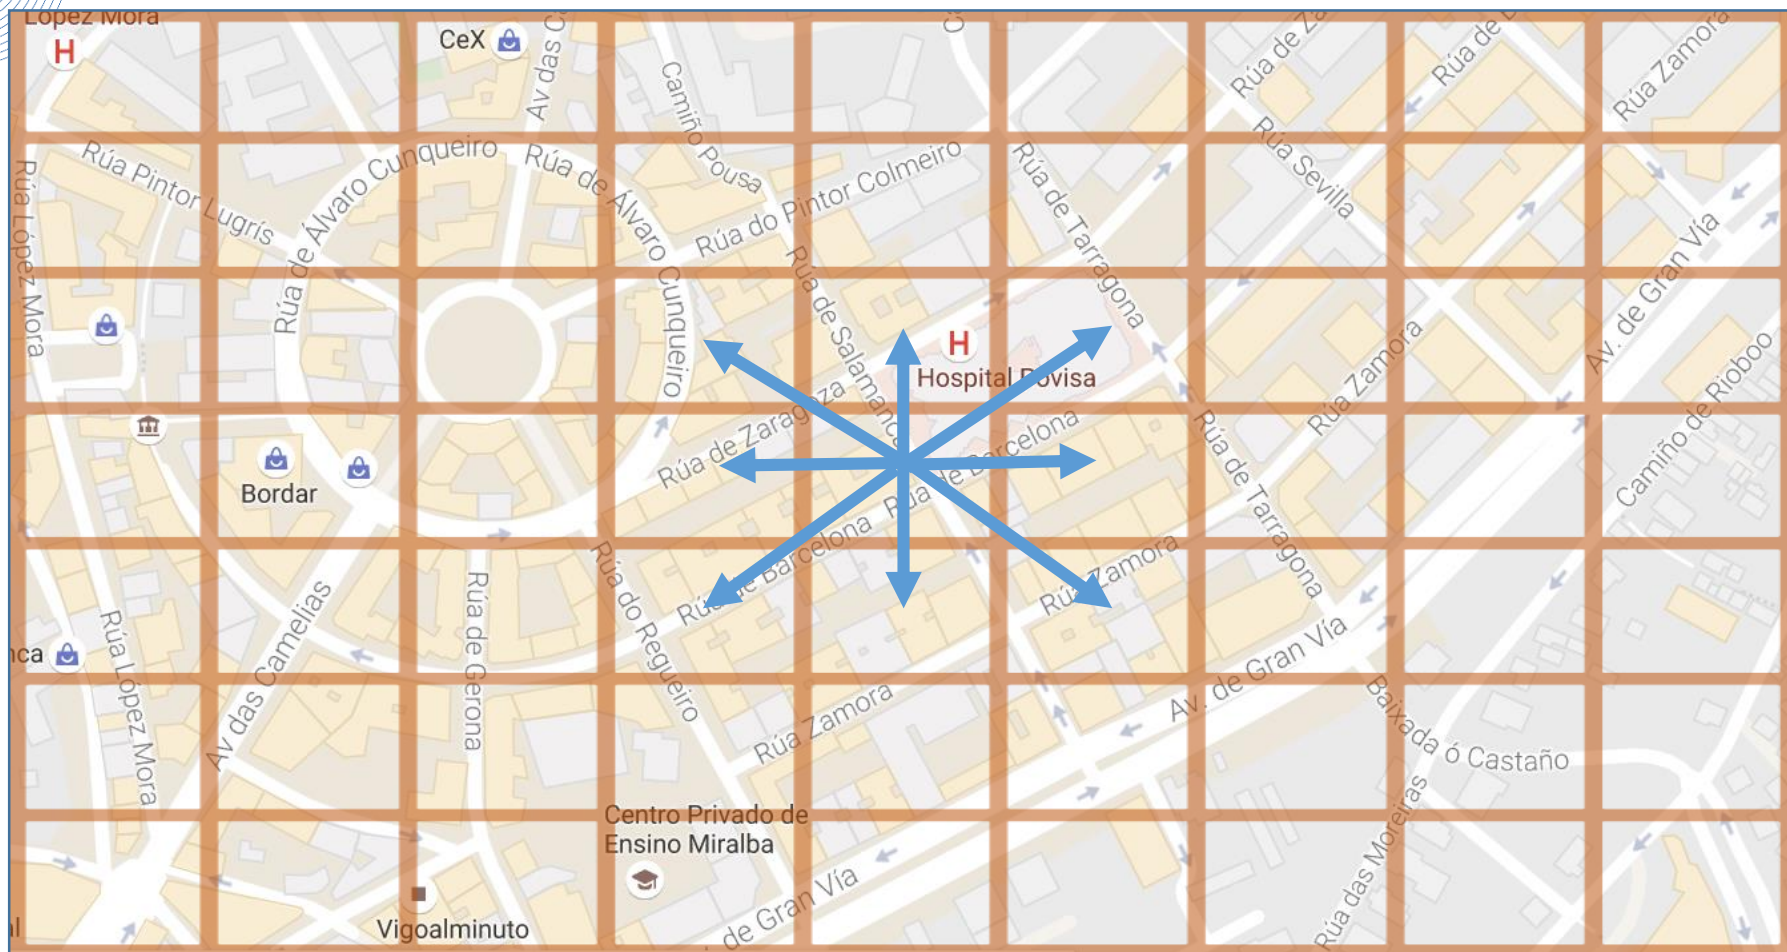 López Mora
H
CeX
Av das C
Camiño Pousa
Rúa de Za
Rúa de
Rúa Zamora
Rúa Pintor Lugrís
Rúa de Álvaro Cunqueiro
Rúa de Álvaro Cunqueiro
Rúa do Pintor Colmeiro
Rúa de Tarragona
Rúa Sevilla
Rúa López Mora
Rúa de Salamanca
Av. de Gran Vía
H
Hospital Povisa
Rúa Zamora
Camiño de Rioboo
Rúa de Zaragoza
Rúa de Barcelona
Rúa de Tarragona
Bordar
Rúa de Barcelona
Rúa Zamora
Rúa López Mora
nca
Av das Camelias
Rúa de Gerona
Rúa do Regueiro
Av. de Gran Vía
Rúa Zamora
Baixada ó Castaño
Rúa das Moreiras
Centro Privado de
Ensino Miralba
de Gran Vía
Vigoalminuto
al